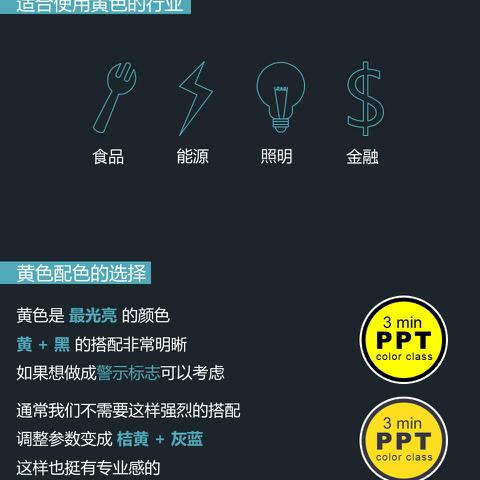 适合使用黄色的行业
食品
能源
照明
金融
黄色配色的选择
黄色是 最光亮 的颜色
黄 + 黑 的搭配非常明晰
如果想做成警示标志可以考虑
3 min
PPT
color class
通常我们不需要这样强烈的搭配
调整参数变成 桔黄 + 灰蓝
这样也挺有专业感的
3 min
PPT
color class